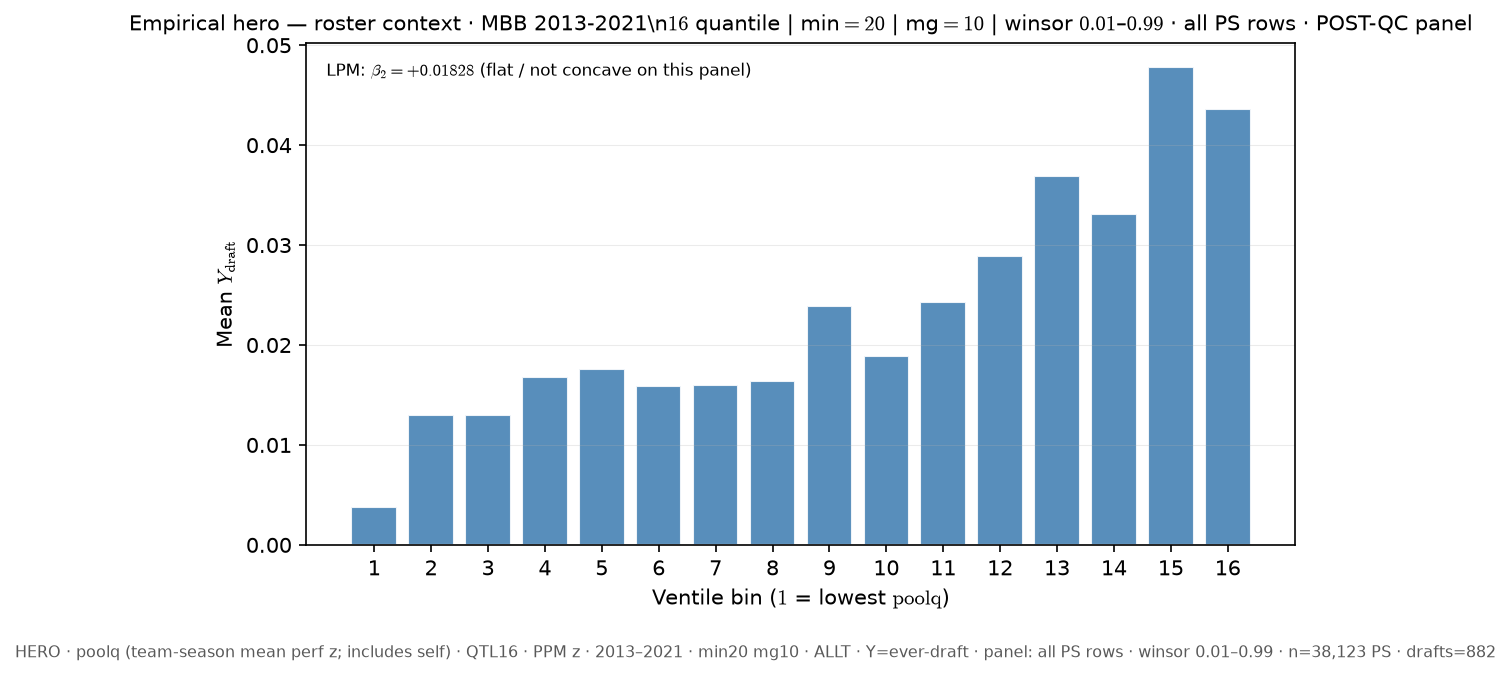 Empirical hero — roster context · MBB 2013-2021\n16 quantile | min = 20 | mg = 10 | winsor 0.01–0.99 · all PS rows · POST-QC panel
LPM: β₂ = +0.01828 (flat / not concave on this panel)
0.05
0.04
0.03
0.02
0.01
0.00
Mean Y_draft
1 2 3 4 5 6 7 8 9 10 11 12 13 14 15 16
Ventile bin (1 = lowest poolq)
HERO · poolq (team-season mean perf z; includes self) · QTL16 · PPM z · 2013–2021 · min20 mg10 · ALLT · Y=ever-draft · panel: all PS rows · winsor 0.01–0.99 · n=38,123 PS · drafts=882